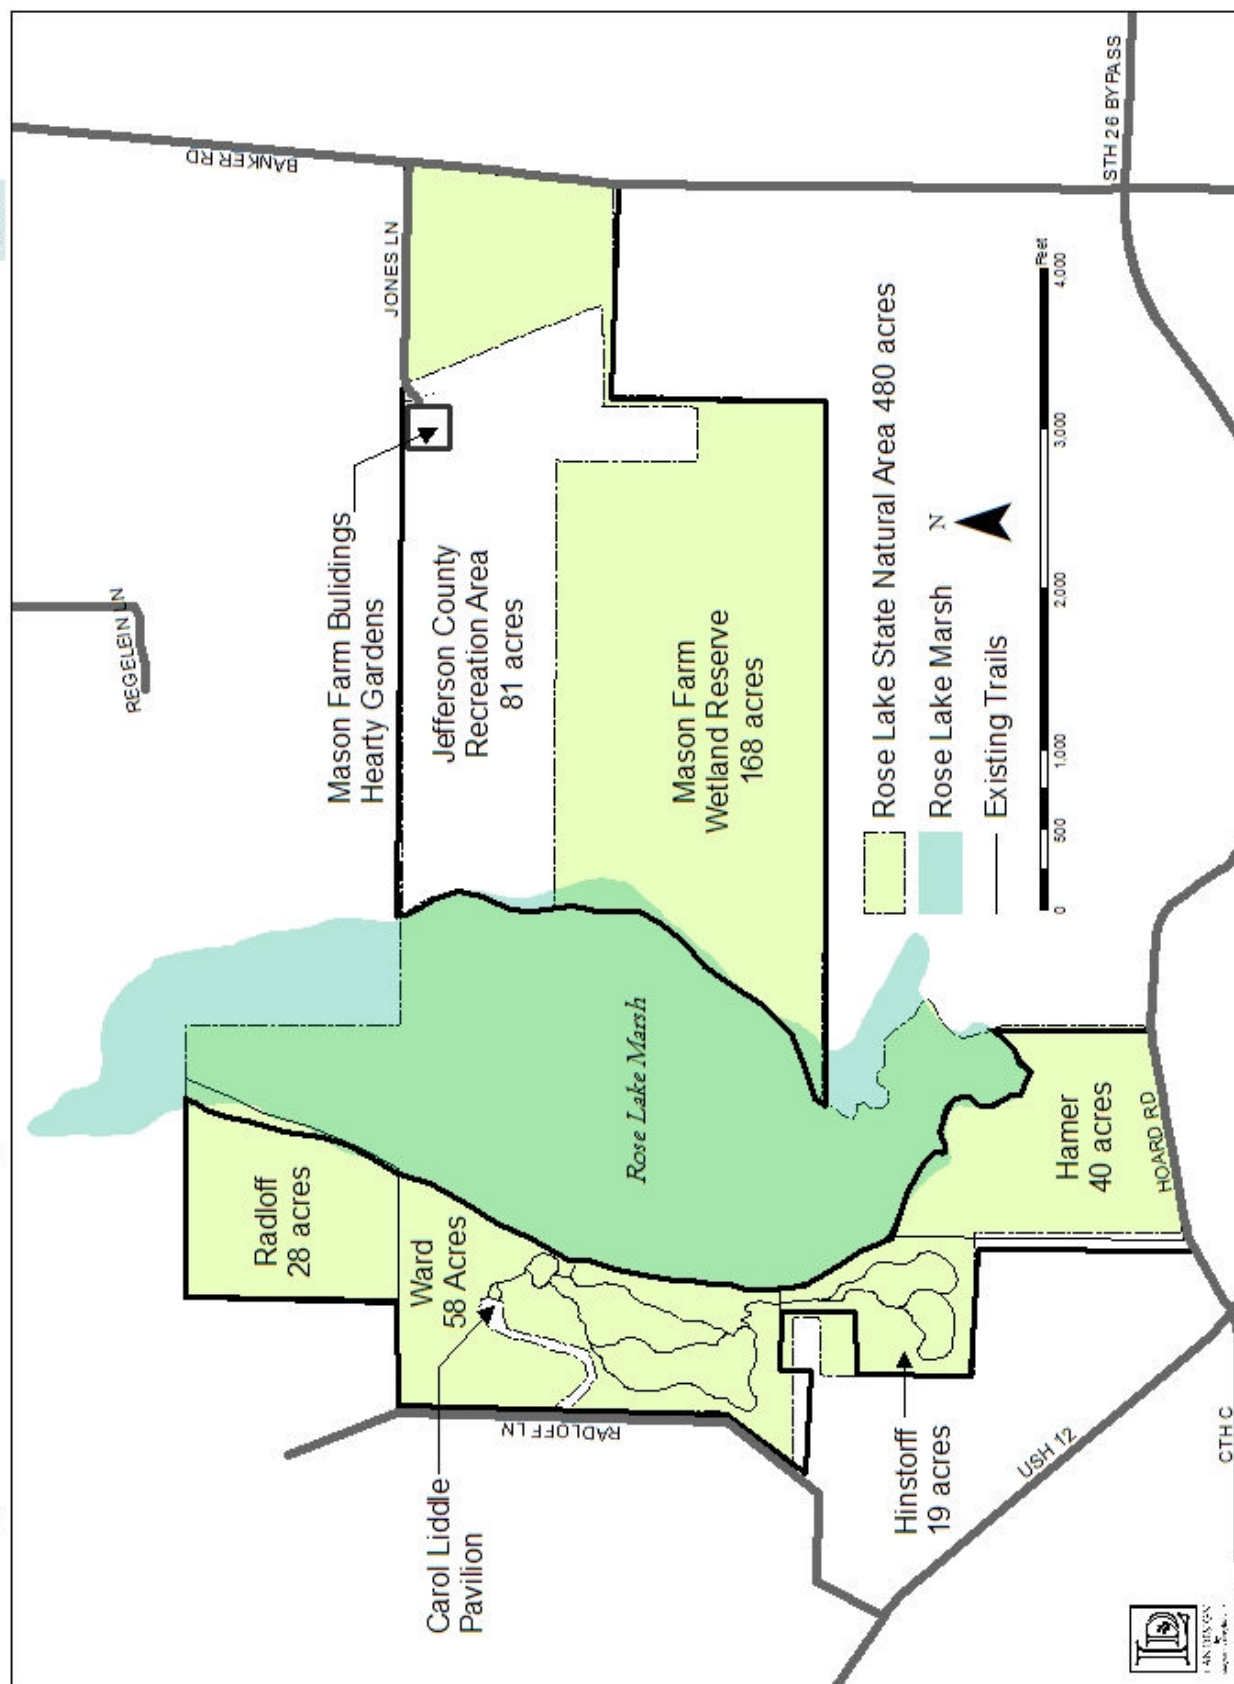 BANKER RD
JONES LN
REGELEIN LN
STH 26 BYPASS
Mason Farm Bulidings
Hearty Gardens
Jefferson County
Recreation Area
81 acres
Mason Farm
Wetland Reserve
168 acres
Rose Lake Marsh
Radloff
28 acres
Ward
58 Acres
Carol Liddle
Pavilion
RADLOFF LN
Hinstorff
19 acres
Hamer
40 acres
HOARD RD
USH 12
CTH C
Rose Lake State Natural Area 480 acres
Rose Lake Marsh
Existing Trails
N
0 500 1,000 2,000 3,000 4,000
Feet